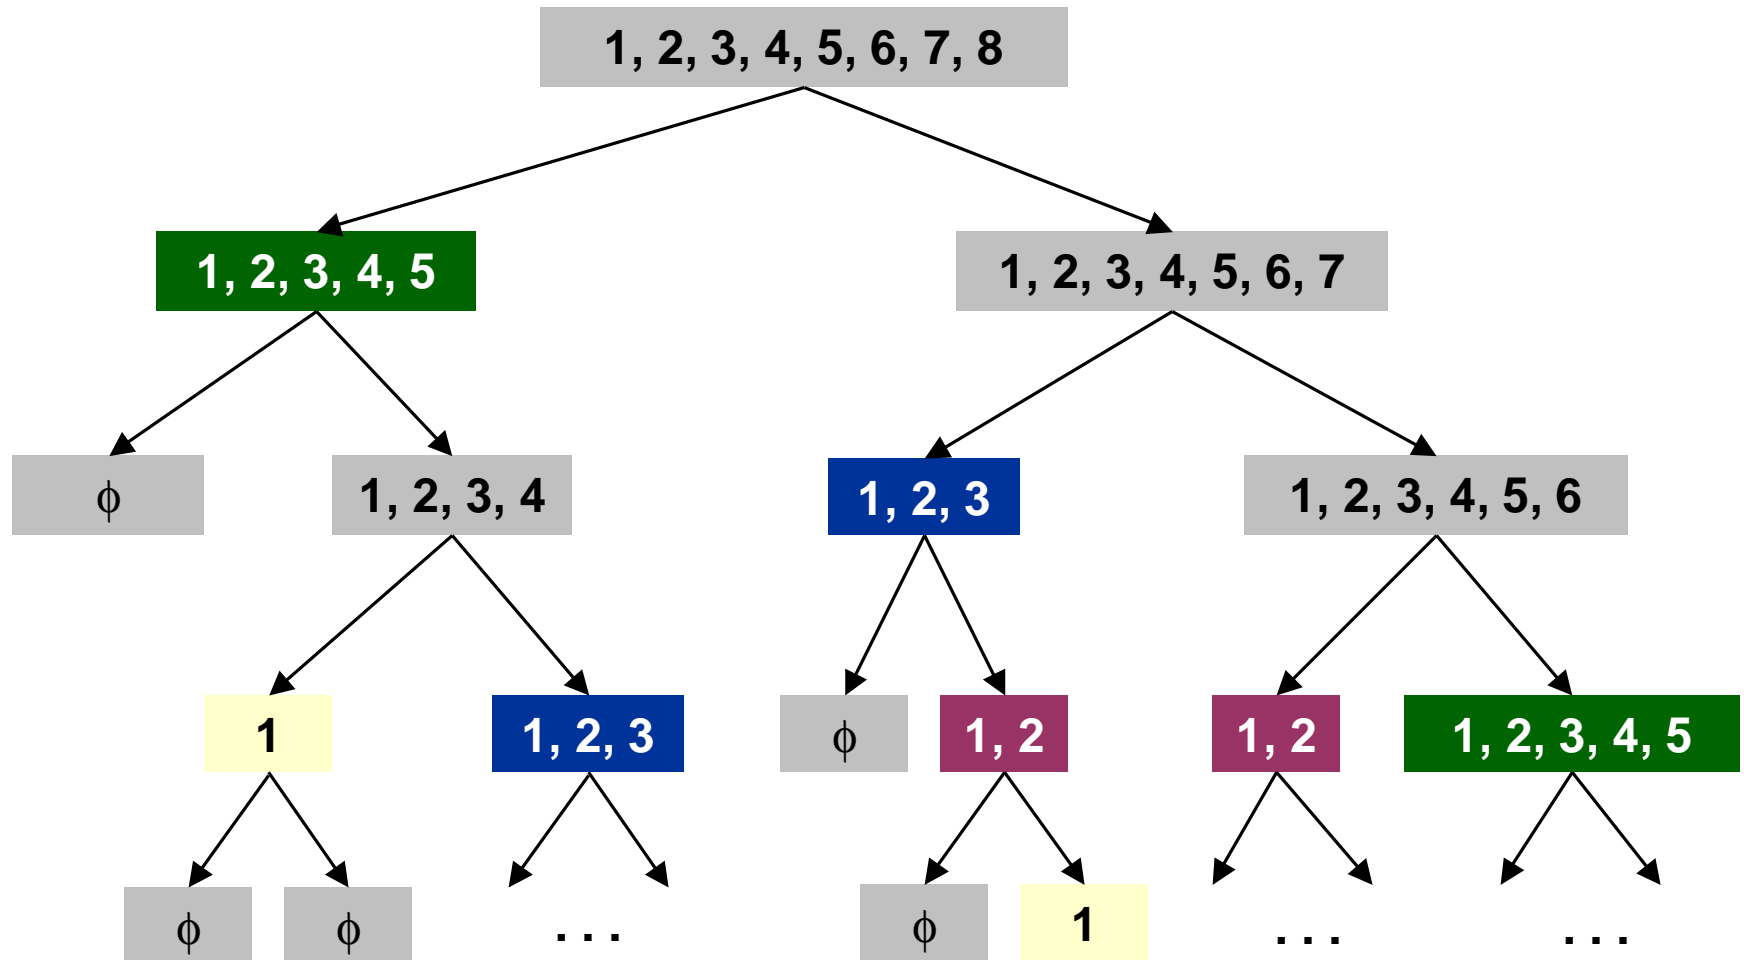 1, 2, 3, 4, 5, 6, 7, 8
1, 2, 3, 4, 5
1, 2, 3, 4, 5, 6, 7
ϕ
1, 2, 3, 4
1, 2, 3
1, 2, 3, 4, 5, 6
1
1, 2, 3
ϕ
1, 2
1, 2
1, 2, 3, 4, 5
ϕ
ϕ
. . .
ϕ
1
. . .
. . .